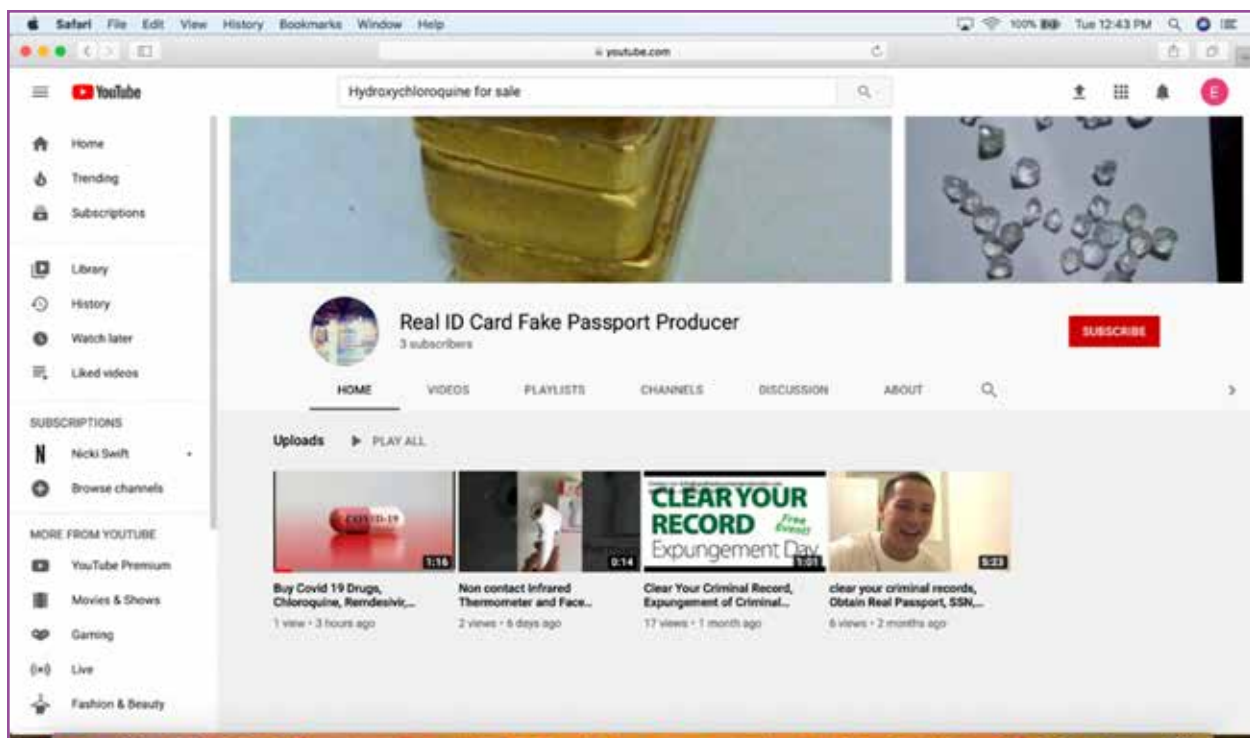 Safari File Edit View History Bookmarks Window Help
100% Tue 12:43 PM
youtube.com
YouTube
Hydroxychloroquine for sale
E
Home
Trending
Subscriptions
Library
History
Watch later
Liked videos
SUBSCRIPTIONS
Nicki Swift
Browse channels
MORE FROM YOUTUBE
YouTube Premium
Movies & Shows
Gaming
Live
Fashion & Beauty
Real ID Card Fake Passport Producer
3 subscribers
SUBSCRIBE
HOME VIDEOS PLAYLISTS CHANNELS DISCUSSION ABOUT
Uploads PLAY ALL
COVID-19
1:16
0:14
CLEAR YOUR
RECORD Free
Events
Expungement Day
1:01
5:23
Buy Covid 19 Drugs,
Chloroquine, Remdesivir,...
1 view • 3 hours ago
Non contact Infrared
Thermometer and Face...
2 views • 6 days ago
Clear Your Criminal Record,
Expungement of Criminal...
17 views • 1 month ago
clear your criminal records,
Obtain Real Passport, SSN,...
6 views • 2 months ago